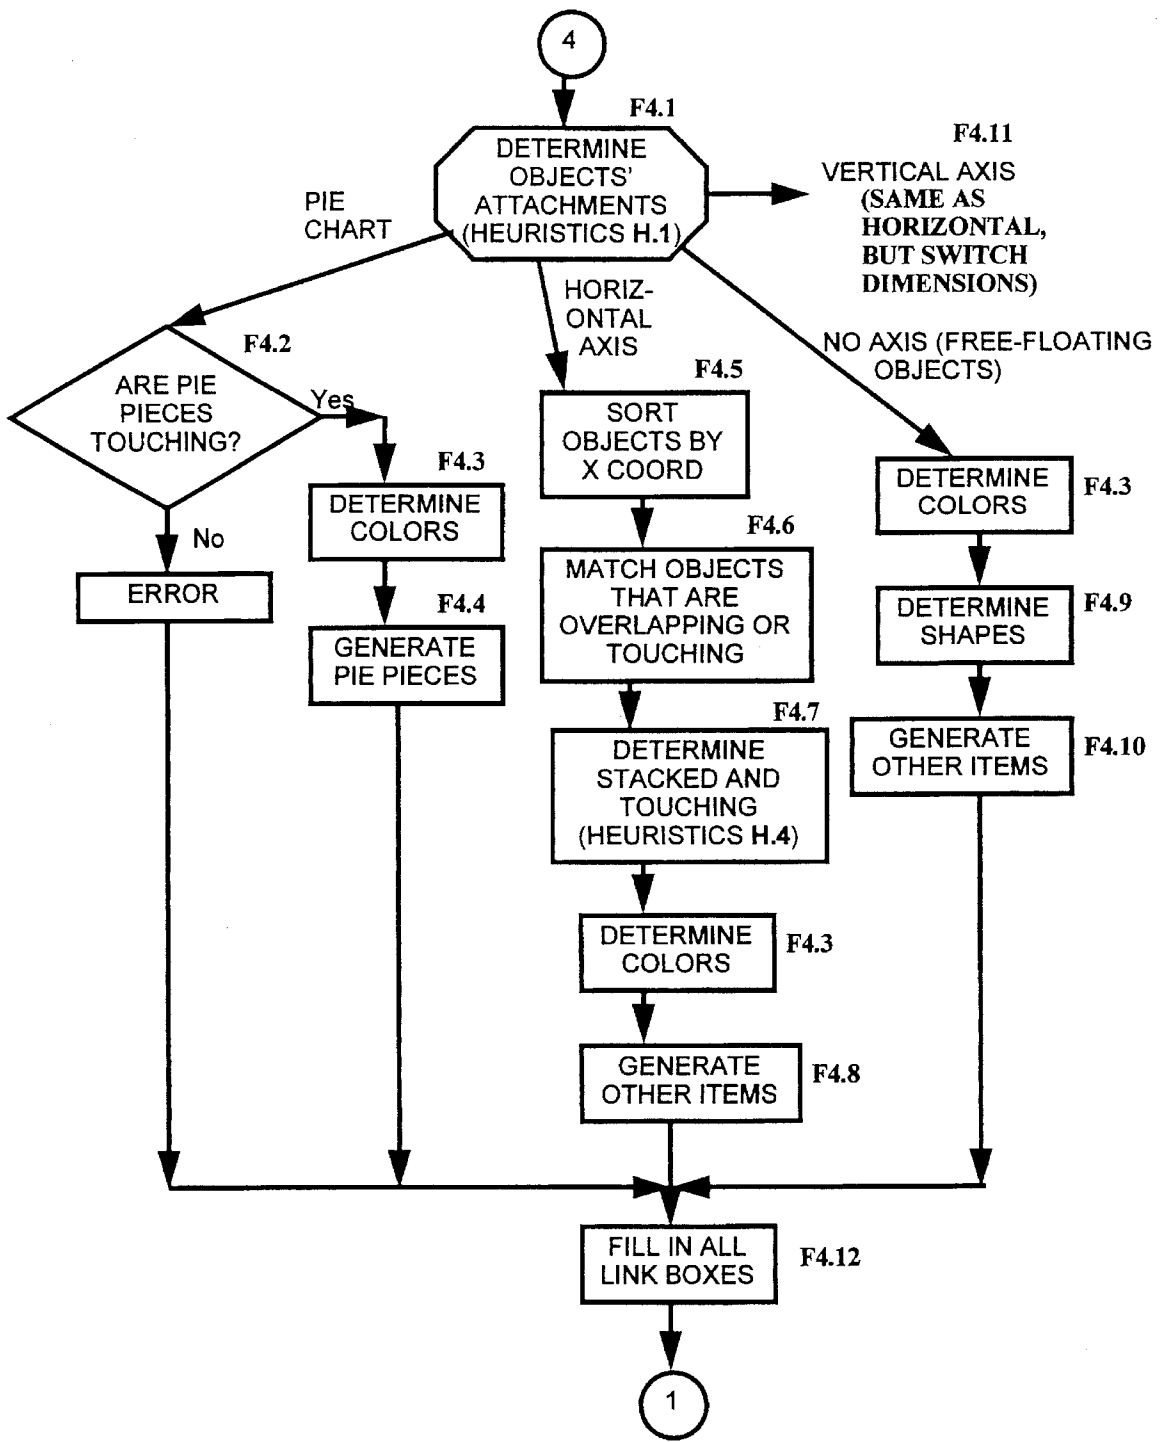 4
F4.1
DETERMINE
OBJECTS'
ATTACHMENTS
(HEURISTICS H.1)
F4.11
VERTICAL AXIS
(SAME AS
HORIZONTAL,
BUT SWITCH
DIMENSIONS)
PIE
CHART
HORIZ-
ONTAL
AXIS
NO AXIS (FREE-FLOATING
OBJECTS)
F4.2
ARE PIE
PIECES
TOUCHING?
Yes
No
ERROR
F4.3
DETERMINE
COLORS
F4.4
GENERATE
PIE PIECES
F4.5
SORT
OBJECTS BY
X COORD
F4.6
MATCH OBJECTS
THAT ARE
OVERLAPPING OR
TOUCHING
F4.7
DETERMINE
STACKED AND
TOUCHING
(HEURISTICS H.4)
DETERMINE
COLORS
F4.3
GENERATE
OTHER ITEMS
F4.8
DETERMINE
COLORS
F4.3
DETERMINE
SHAPES
F4.9
GENERATE
OTHER ITEMS
F4.10
FILL IN ALL
LINK BOXES
F4.12
1